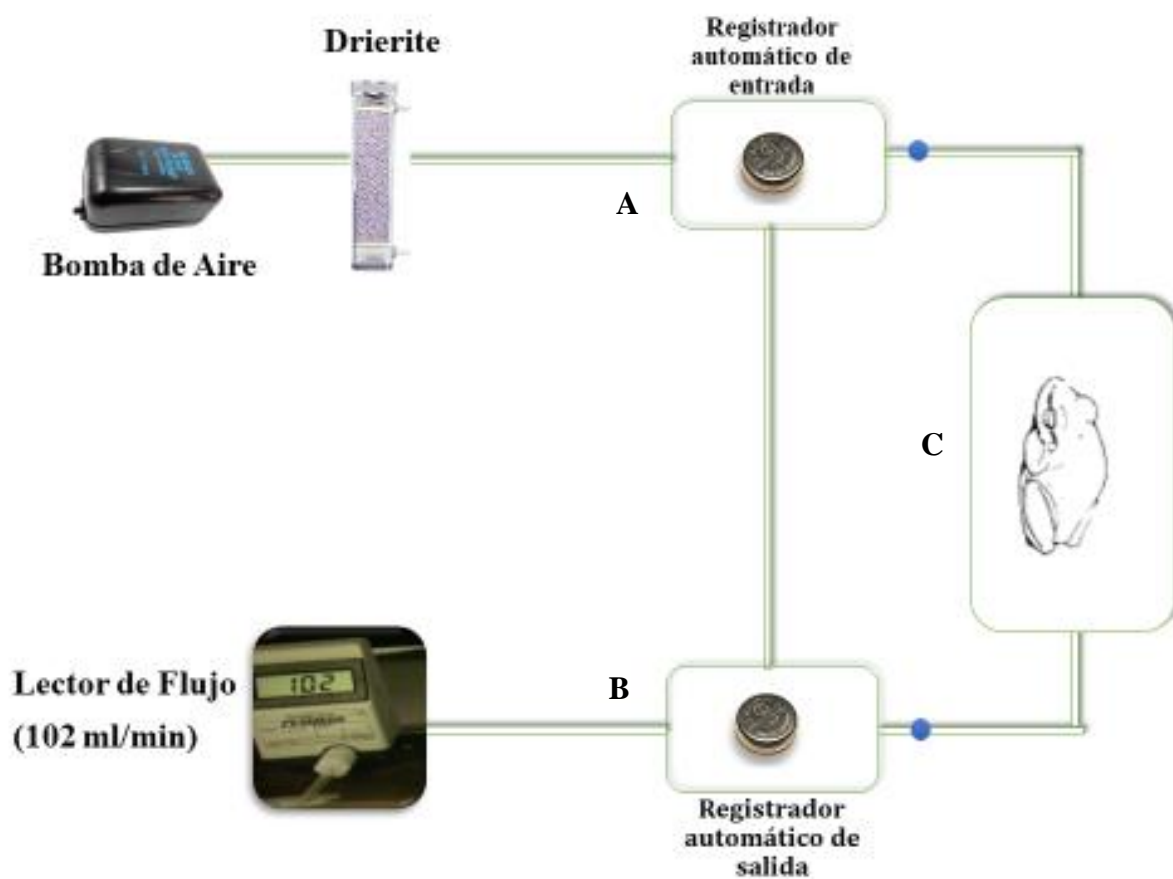 Drierite
Registrador
automático de
entrada
Bomba de Aire
A
C
B
Lector de Flujo
(102 ml/min)
102
Registrador
automático de
salida